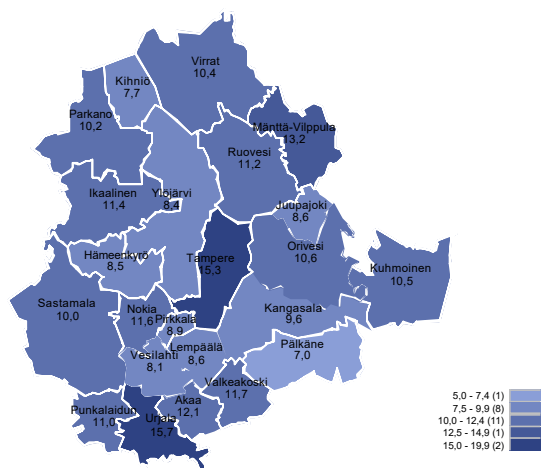 Virrat
10,4
Kihniö
7,7
Parkano
10,2
Mänttä-Vilppula
13,2
Ruovesi
11,2
Ikaalinen
11,4
Ylöjärvi
8,4
Juupajoki
8,6
Orivesi
10,6
Hämeenkyrö
8,5
Tampere
15,3
Kuhmoinen
10,5
Sastamala
10,0
Nokia
11,6
Pirkkala
8,9
Kangasala
9,6
Pälkäne
7,0
Lempäälä
8,6
Vesilahti
8,1
Valkeakoski
11,7
Akaa
12,1
Punkalaidun
11,0
Urjala
15,7
5,0 - 7,4 (1)
7,5 - 9,9 (8)
10,0 - 12,4 (11)
12,5 - 14,9 (1)
15,0 - 19,9 (2)